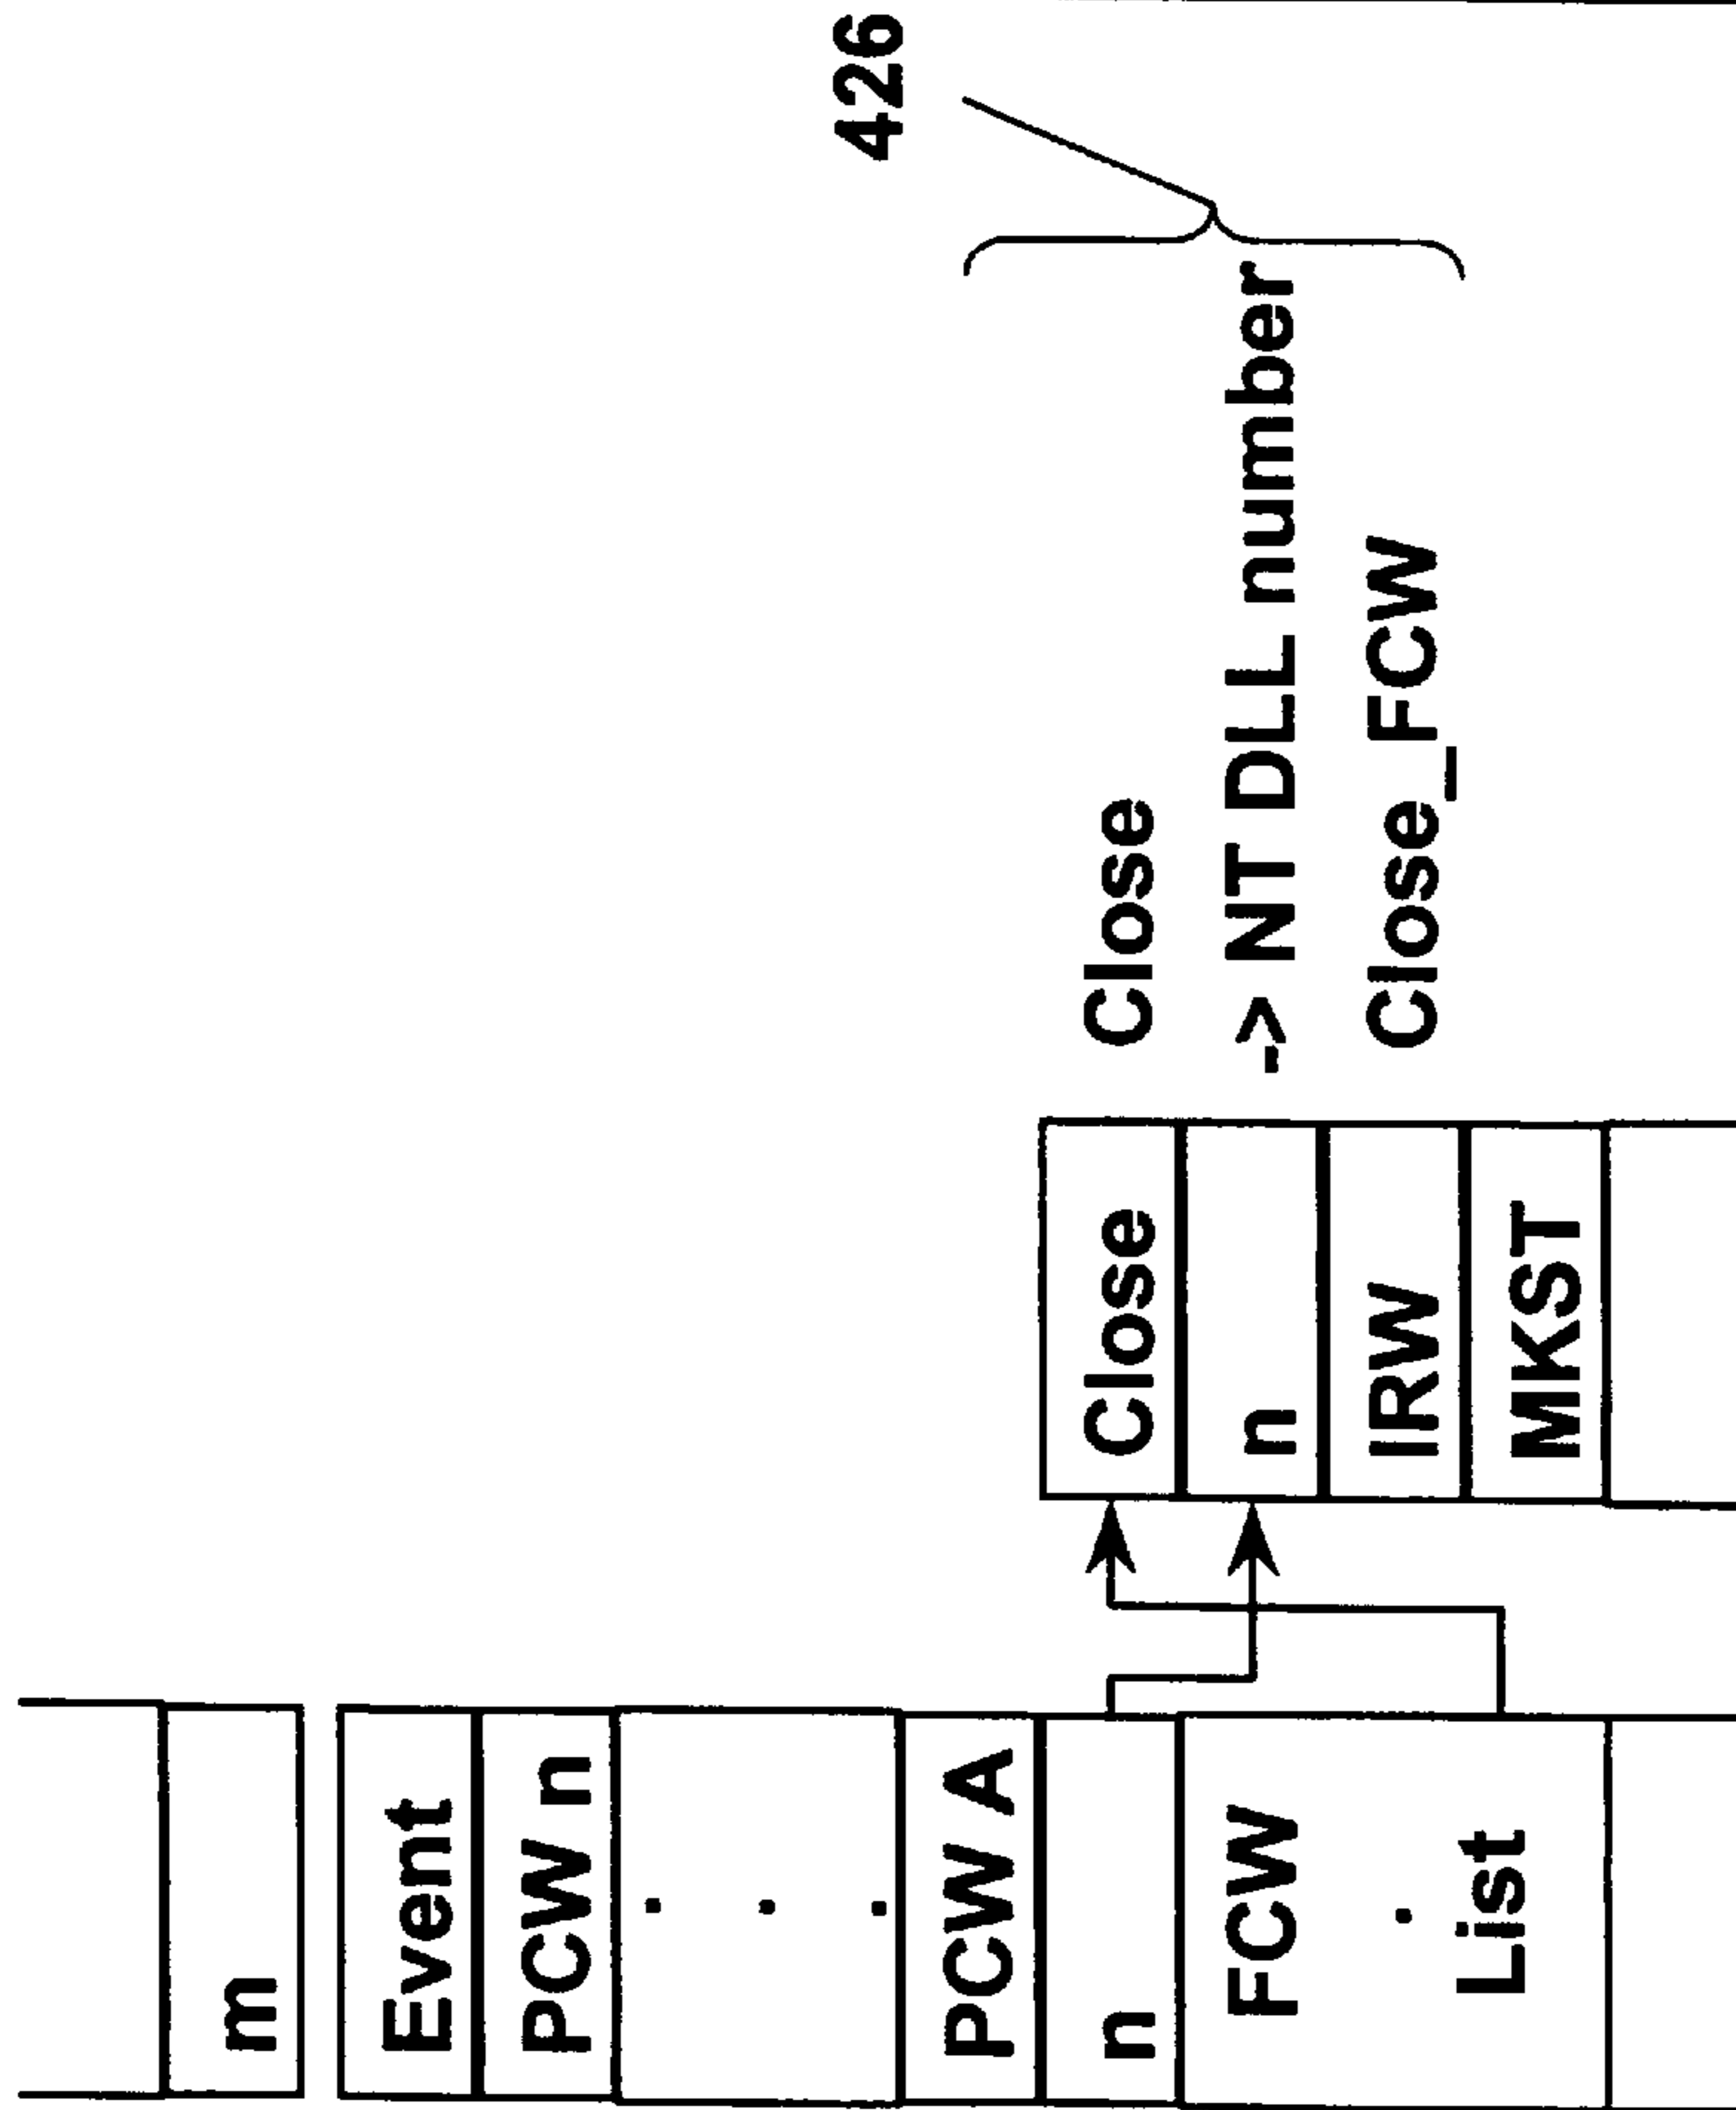 426
m
Event
PCW n
.
.
.
PCW A
n
FCW
.
List
Close
n
IRW
MKST
Close
-> NT DLL number
Close_FCW